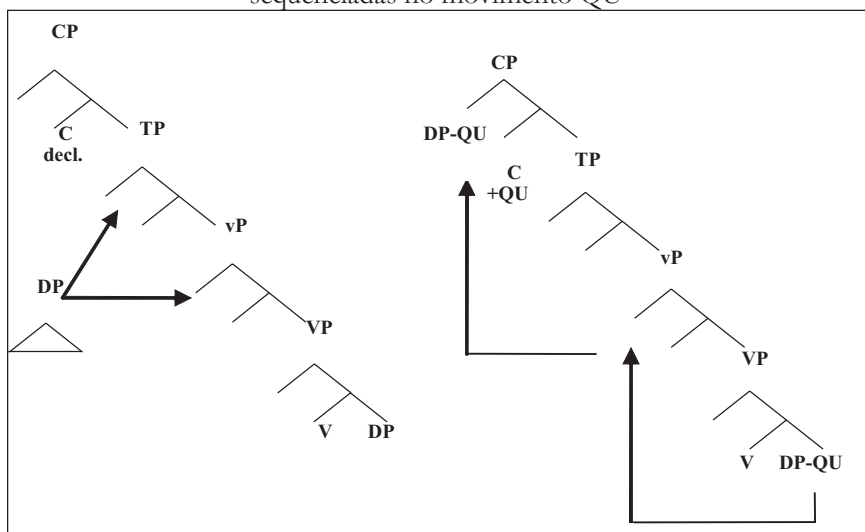 sequenciadas no movimento QU
CP
C
decl.
TP
vP
DP
VP
V DP
CP
DP-QU
C
+QU
TP
vP
VP
V DP-QU